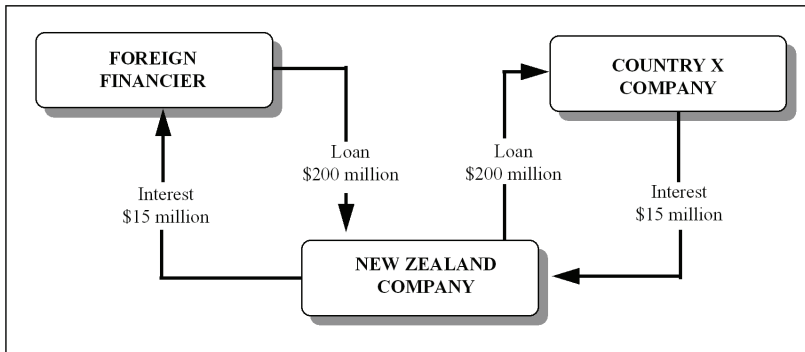 FOREIGN
FINANCIER
COUNTRY X
COMPANY
Loan
$200 million
Loan
$200 million
Interest
$15 million
Interest
$15 million
NEW ZEALAND
COMPANY